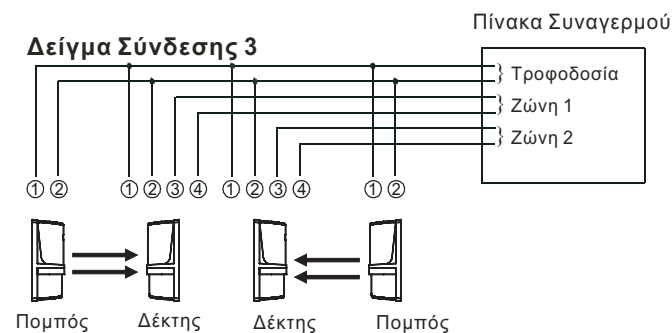 Πίνακα Συναγερμού
Δείγμα Σύνδεσης 3
} Τροφοδοσία
} Ζώνη 1
} Ζώνη 2
① ② ① ② ③ ④ ① ② ③ ④ ① ②
Πομπός Δέκτης Δέκτης Πομπός